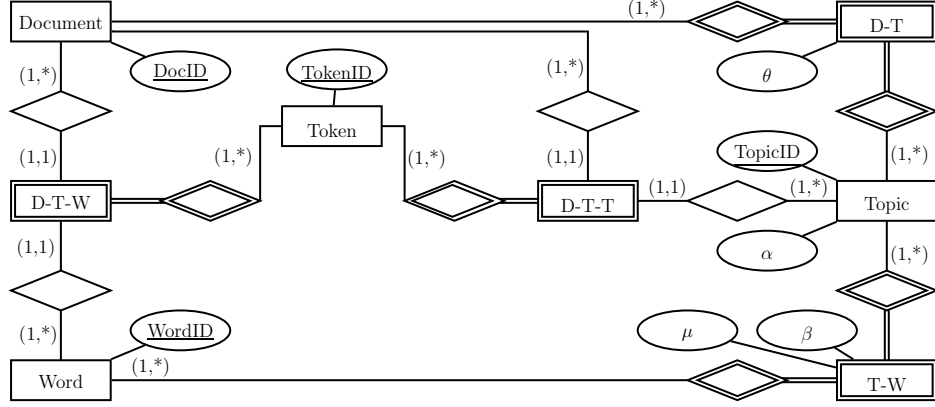 Document
(1,*)
D-T
DocID
TokenID
θ
(1,*)
(1,*)
Token
(1,1)
(1,*)
(1,*)
(1,1)
TopicID
(1,*)
D-T-W
D-T-T
(1,1)
(1,*)
Topic
(1,1)
α
(1,*)
(1,*)
WordID
μ
β
(1,*)
Word
T-W